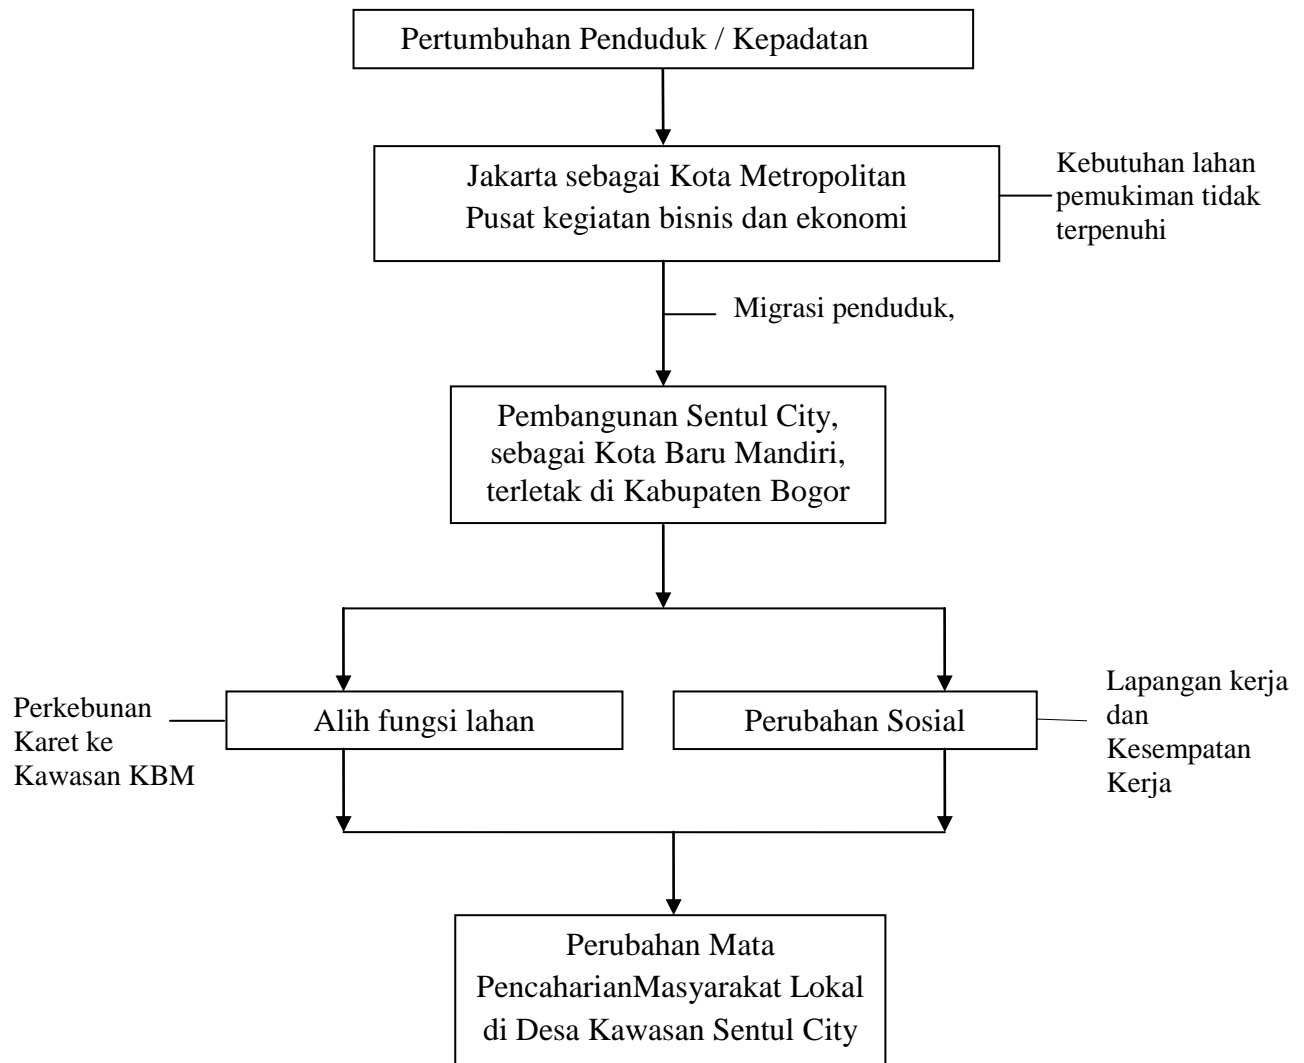 Pertumbuhan Penduduk / Kepadatan
Jakarta sebagai Kota Metropolitan
Pusat kegiatan bisnis dan ekonomi
Kebutuhan lahan
pemukiman tidak
terpenuhi
Migrasi penduduk,
Pembangunan Sentul City,
sebagai Kota Baru Mandiri,
terletak di Kabupaten Bogor
Perkebunan
Karet ke
Kawasan KBM
Alih fungsi lahan
Perubahan Sosial
Lapangan kerja
dan
Kesempatan
Kerja
Perubahan Mata
PencaharianMasyarakat Lokal
di Desa Kawasan Sentul City